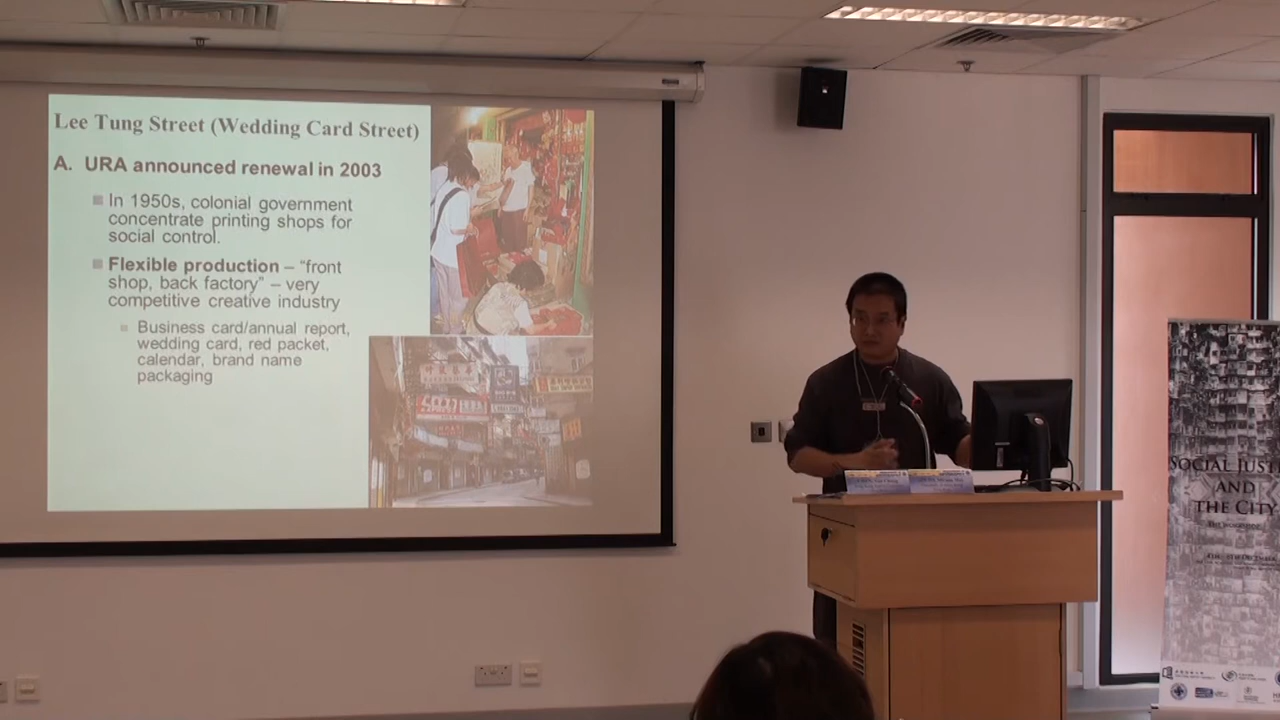 Lee Tung Street (Wedding Card Street)
A. URA announced renewal in 2003
In 1950s, colonial government
concentrate printing shops for
social control.
Flexible production – “front
shop, back factory” – very
competitive creative industry
Business card/annual report,
wedding card, red packet,
calendar, brand name
packaging
SOCIAL JUST
AND
THE CITY